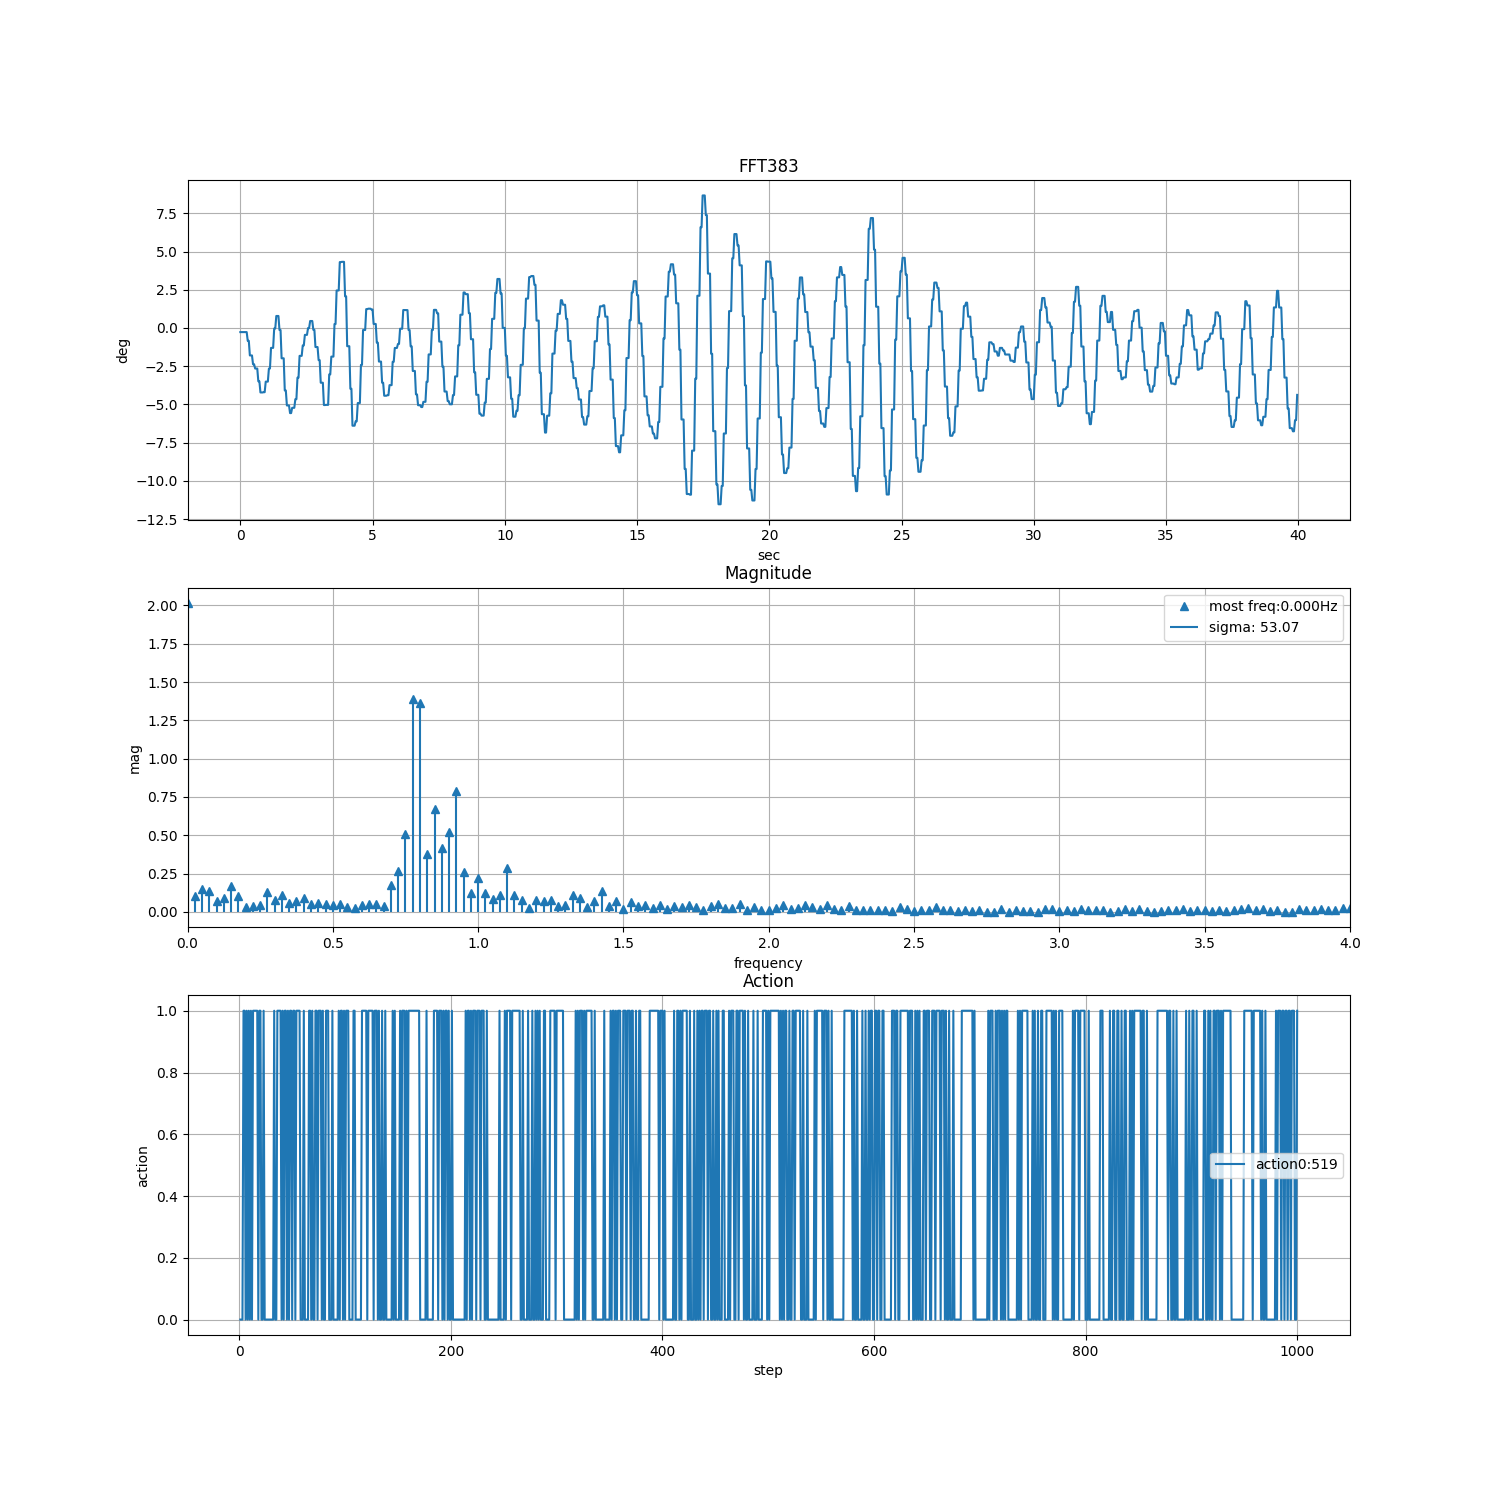 FFT383
7.5
5.0
2.5
0.0
−2.5
−5.0
−7.5
−10.0
−12.5
deg
0 5 10 15 20 25 30 35 40
sec
Magnitude
2.00
1.75
1.50
1.25
1.00
0.75
0.50
0.25
0.00
mag
most freq:0.000Hz
sigma: 53.07
0.0 0.5 1.0 1.5 2.0 2.5 3.0 3.5 4.0
frequency
Action
1.0
0.8
0.6
0.4
0.2
0.0
action
action0:519
0 200 400 600 800 1000
step